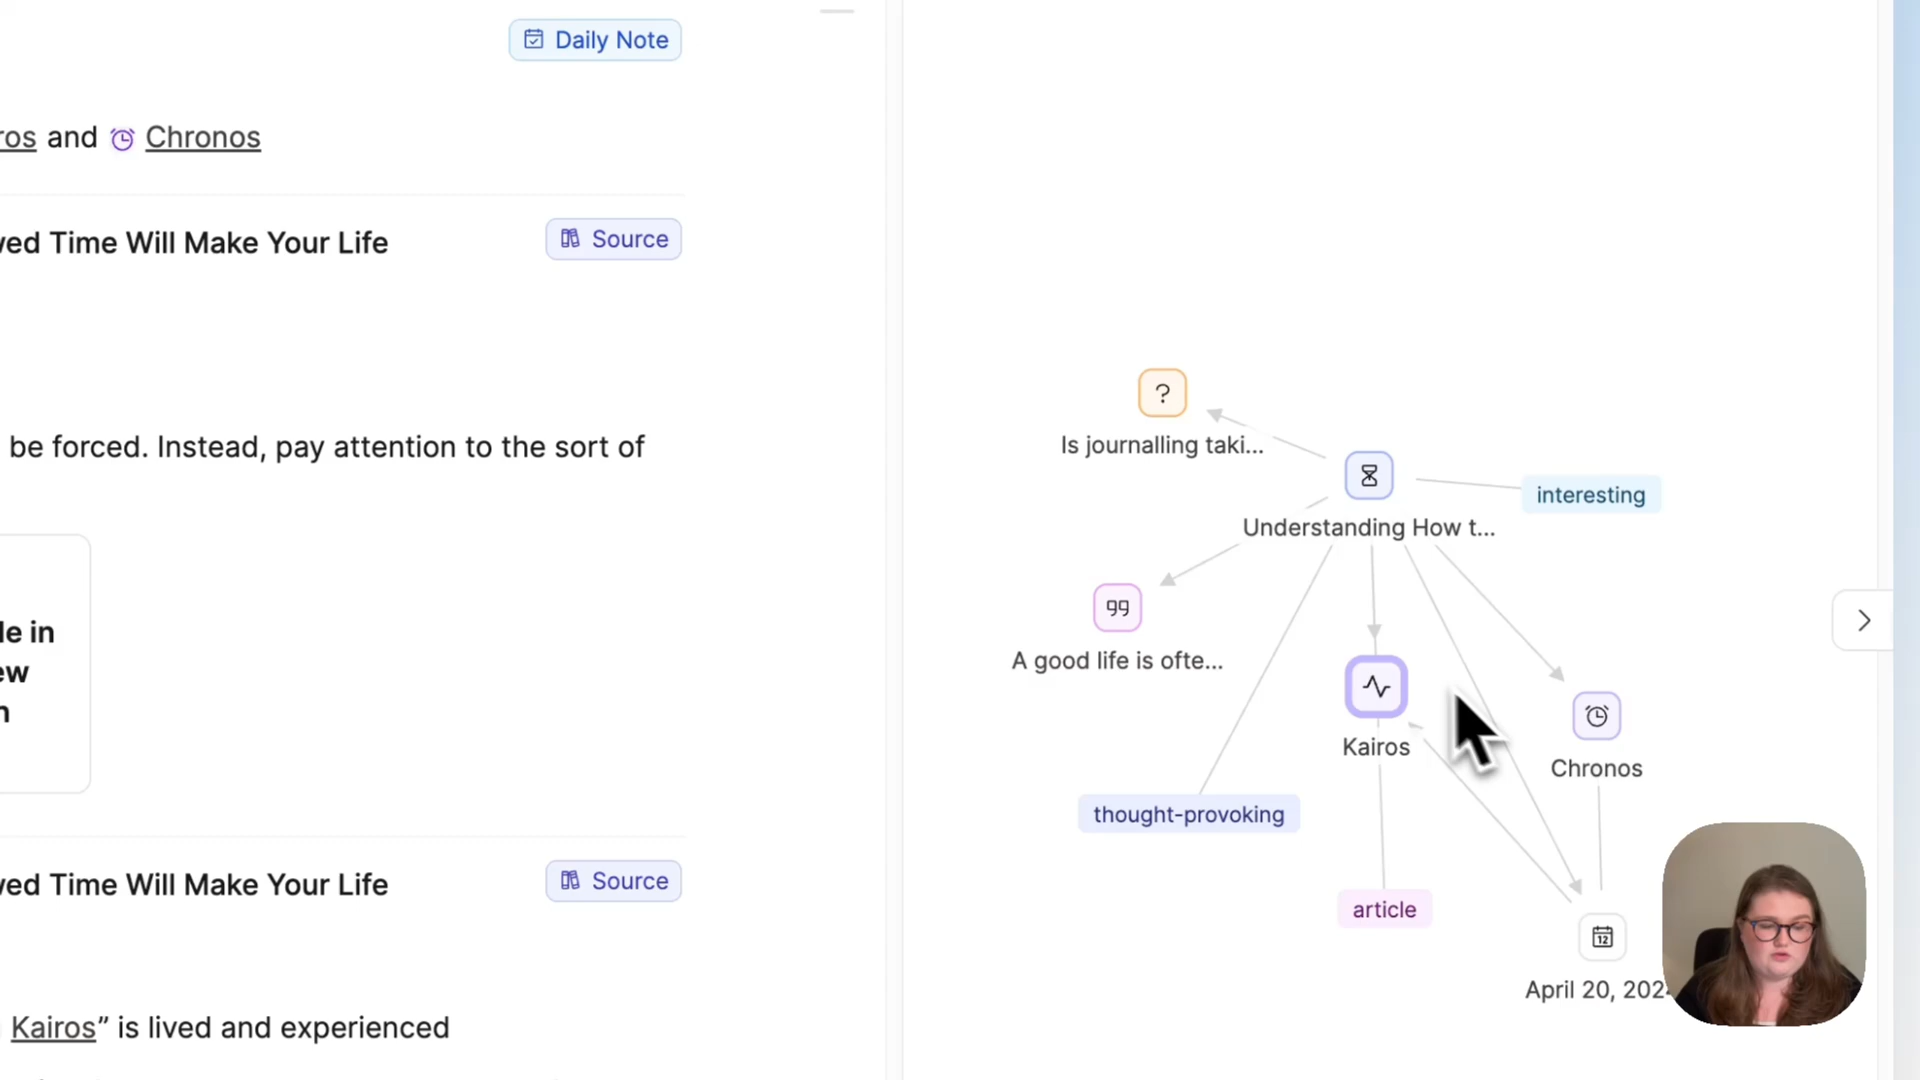 Daily Note
ros and Chronos
ved Time Will Make Your Life
Source
be forced. Instead, pay attention to the sort of
le in
ew
n
ved Time Will Make Your Life
Source
Kairos” is lived and experienced
?
Is journalling taki...
Understanding How t...
interesting
A good life is ofte...
Kairos
Chronos
thought-provoking
article
12
April 20, 202